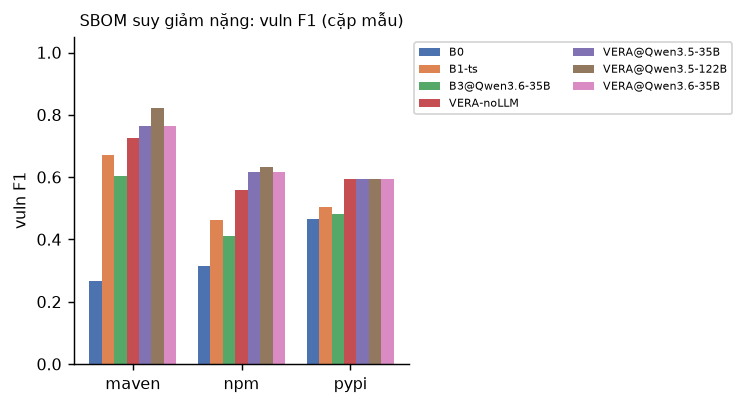 SBOM suy giảm nặng: vuln F1 (cặp mẫu)
B0
B1-ts
B3@Qwen3.6-35B
VERA-noLLM
VERA@Qwen3.5-35B
VERA@Qwen3.5-122B
VERA@Qwen3.6-35B
vuln F1
1.0
0.8
0.6
0.4
0.2
0.0
maven npm pypi